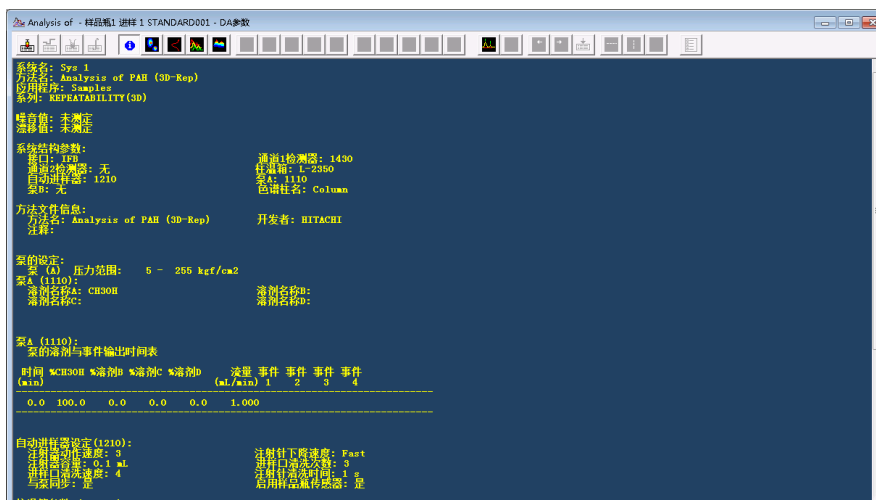 Analysis of - 样品瓶1 进样 1 STANDARD001 - DA参数
系统名: Sys 1
方法名: Analysis of PAH (3D-Rep)
应用程序: Samples
系列: REPEATABILITY(3D)
噪音值: 未测定
漂移值: 未测定
系统结构参数:
接口: IFB 通道1检测器: 1430
通道2检测器: 无 柱温箱: L-2350
自动进样器: 1210 泵A: 1110
泵B: 无 色谱柱名: Column
方法文件信息:
方法名: Analysis of PAH (3D-Rep) 开发者: HITACHI
注释:
泵的设定:
泵 (A) 压力范围: 5 - 255 kgf/cm2
泵A (1110):
溶剂名称A: CH3OH 溶剂名称B:
溶剂名称C: 溶剂名称D:
泵A (1110):
泵的溶剂与事件输出时间表
时间 %CH3OH %溶剂B %溶剂C %溶剂D 流量 事件 事件 事件 事件
(min) (mL/min) 1 2 3 4
0.0 100.0 0.0 0.0 0.0 1.000
自动进样器设定(1210):
注射器动作速度: 3 注射针下降速度: Fast
注射器容量: 0.1 mL 进样口清洗次数: 3
进样口清洗速度: 4 注射针清洗时间: 1 s
与泵同步: 是 启用样品瓶传感器: 是